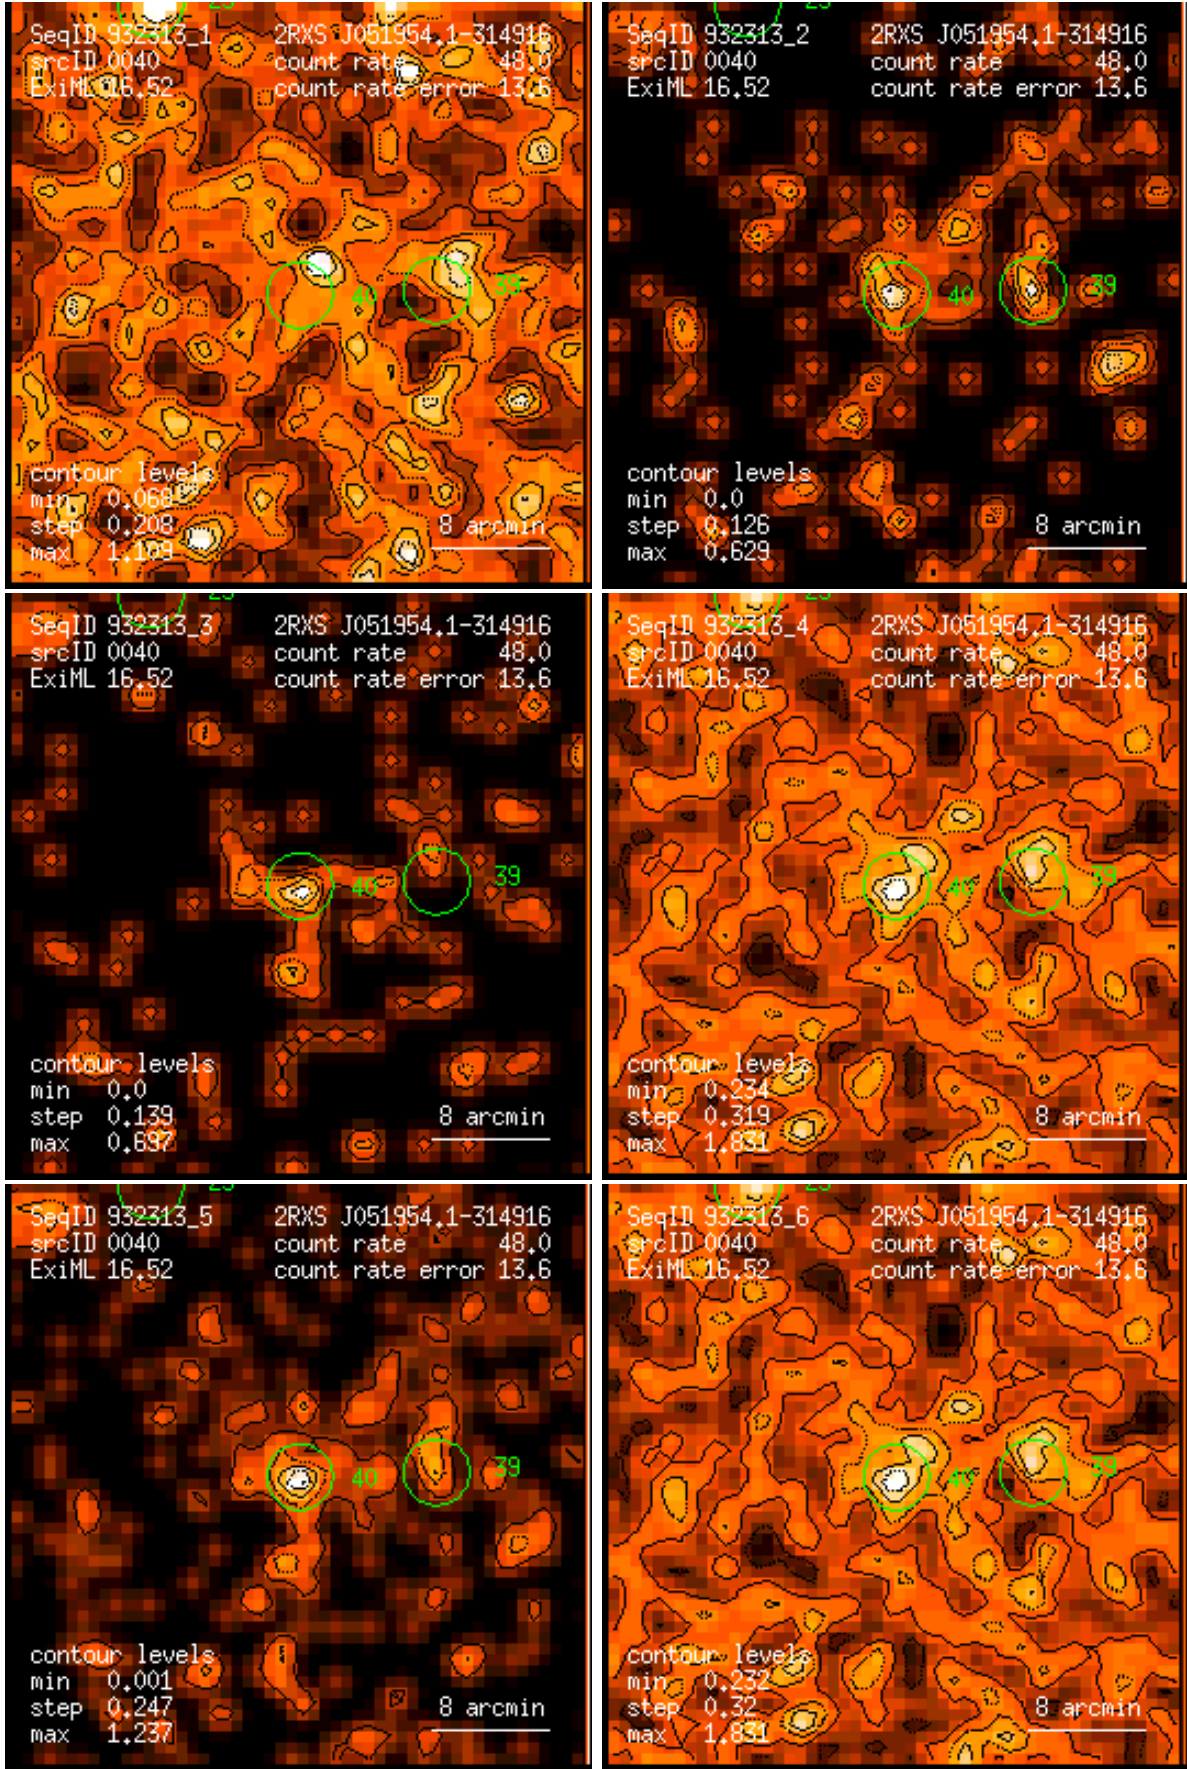 SeqID 932313_1 2RXS J051954.1-314916
srcID 0040 count rate 48.0
ExiML 16.52 count rate error 13.6
40 39
contour levels
min 0.068
step 0.208
max 1.109
8 arcmin
SeqID 932313_2 2RXS J051954.1-314916
srcID 0040 count rate 48.0
ExiML 16.52 count rate error 13.6
40 39
contour levels
min 0.0
step 0.126
max 0.629
8 arcmin
SeqID 932313_3 2RXS J051954.1-314916
srcID 0040 count rate 48.0
ExiML 16.52 count rate error 13.6
40 39
contour levels
min 0.0
step 0.139
max 0.697
8 arcmin
SeqID 932313_4 2RXS J051954.1-314916
srcID 0040 count rate 48.0
ExiML 16.52 count rate error 13.6
40 39
contour levels
min 0.234
step 0.319
max 1.831
8 arcmin
SeqID 932313_5 2RXS J051954.1-314916
srcID 0040 count rate 48.0
ExiML 16.52 count rate error 13.6
40 39
contour levels
min 0.001
step 0.247
max 1.237
8 arcmin
SeqID 932313_6 2RXS J051954.1-314916
srcID 0040 count rate 48.0
ExiML 16.52 count rate error 13.6
40 39
contour levels
min 0.232
step 0.32
max 1.831
8 arcmin